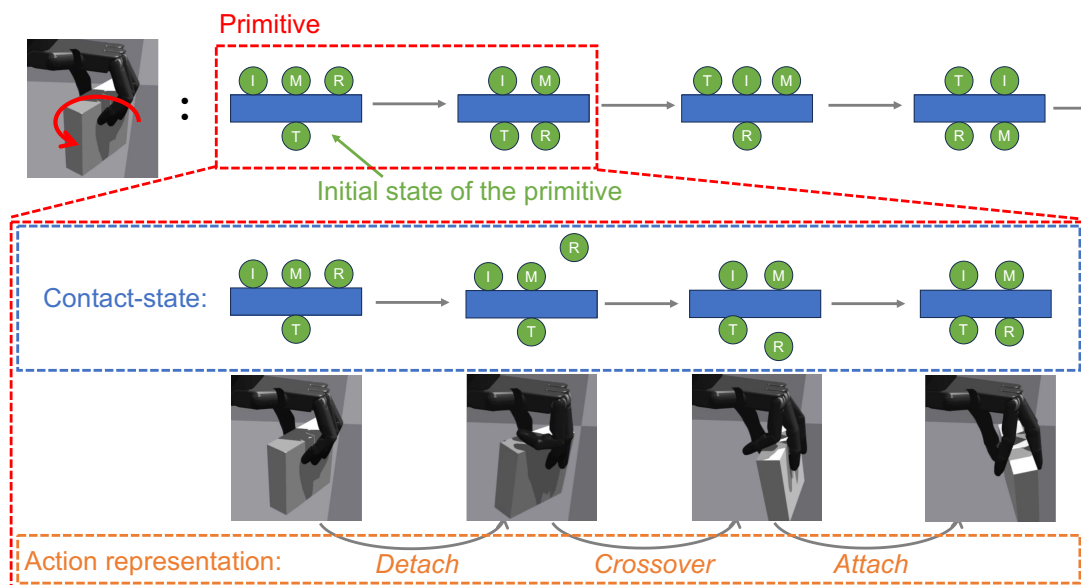 Primitive
:
I M R
I M
T I M
T I
T
T R
R
R M
Initial state of the primitive
R
I M R
I M
I M
I M
Contact-state:
T
T
T
T R
R
Action representation:
Detach
Crossover
Attach